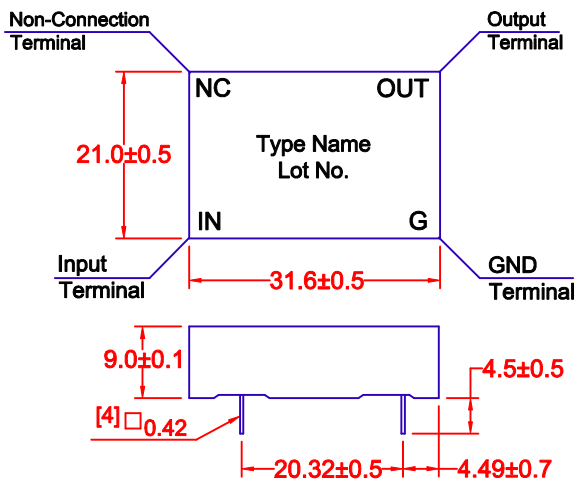 Non-Connection
Terminal
Output
Terminal
NC
OUT
21.0±0.5
Type Name
Lot No.
IN
G
Input
Terminal
31.6±0.5
GND
Terminal
9.0±0.1
4.5±0.5
[4] □0.42
20.32±0.5
4.49±0.7